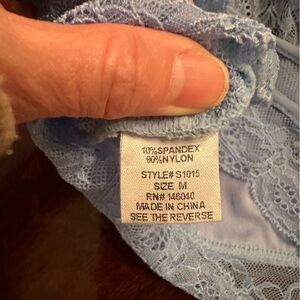 10%SPANDEX
90%NYLON
STYLE# S1015
SIZE M
RN# 146040
MADE IN CHINA
SEE THE REVERSE